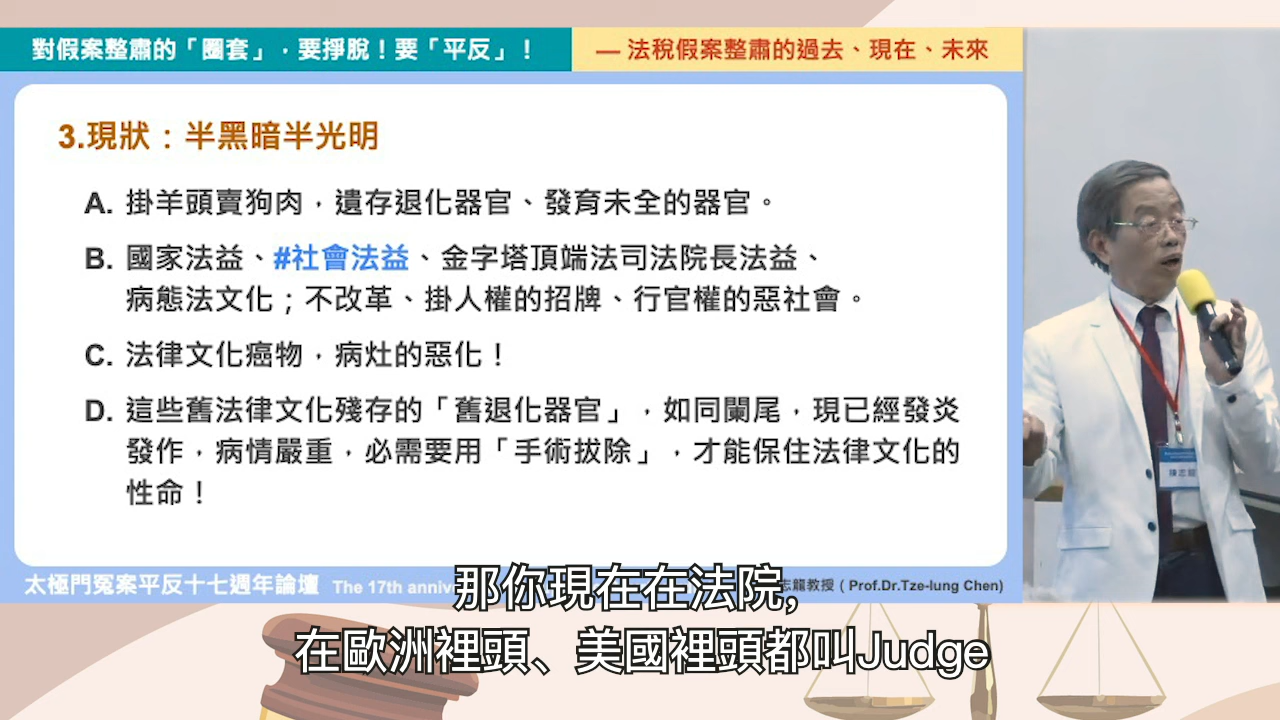 對假案整肅的「圈套」，要掙脫！要「平反」！
— 法稅假案整肅的過去、現在、未來
3.現狀：半黑暗半光明
A. 掛羊頭賣狗肉，遺存退化器官、發育未全的器官。
B. 國家法益、#社會法益、金字塔頂端法司法院長法益、
病態法文化；不改革、掛人權的招牌、行官權的惡社會。
C. 法律文化癌物，病灶的惡化！
D. 這些舊法律文化殘存的「舊退化器官」，如同闌尾，現已經發炎
發作，病情嚴重，必需要用「手術拔除」，才能保住法律文化的
性命！
太極門冤案平反十七週年論壇 The 17th
志龍教授 ( Prof.Dr.Tze-lung Chen)
那你現在在法院,
在歐洲裡頭、美國裡頭都叫Judge